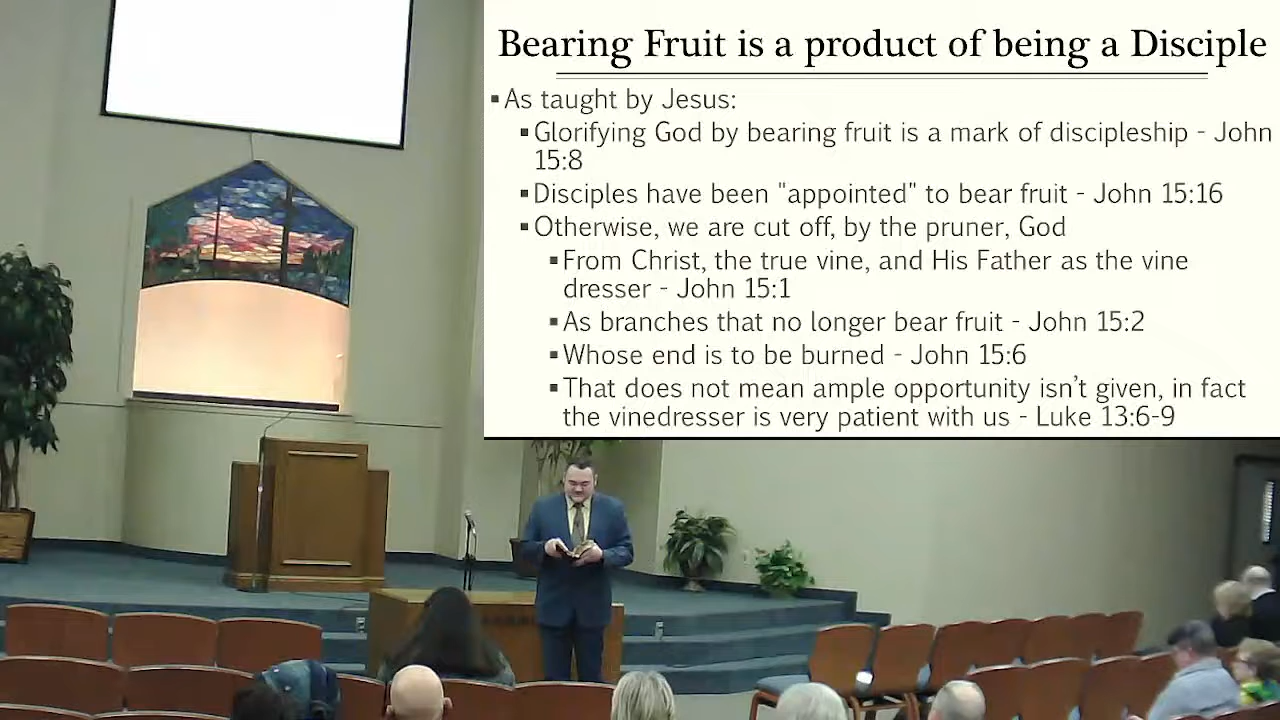 Bearing Fruit is a product of being a Disciple
▪As taught by Jesus:
▪Glorifying God by bearing fruit is a mark of discipleship - John
15:8
▪Disciples have been "appointed" to bear fruit - John 15:16
▪Otherwise, we are cut off, by the pruner, God
▪From Christ, the true vine, and His Father as the vine
dresser - John 15:1
▪As branches that no longer bear fruit - John 15:2
▪Whose end is to be burned - John 15:6
▪That does not mean ample opportunity isn’t given, in fact
the vinedresser is very patient with us - Luke 13:6-9